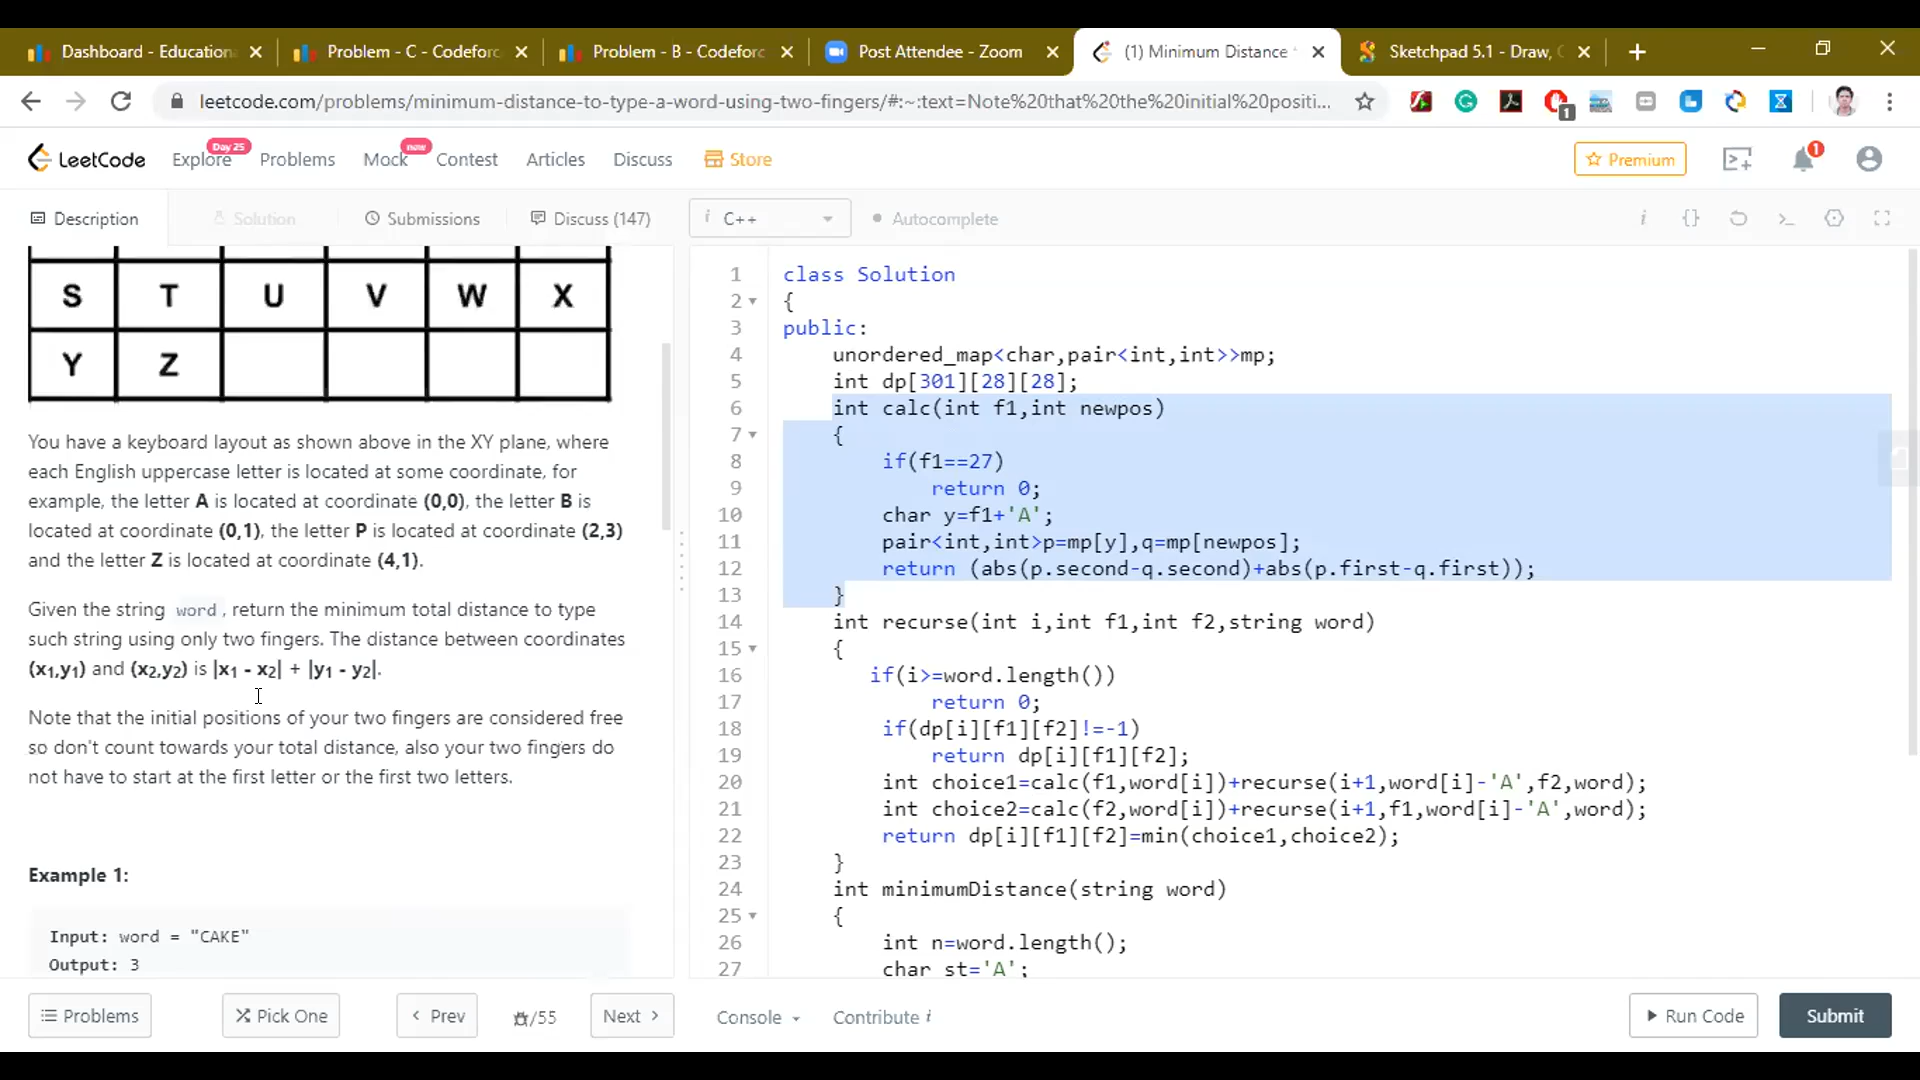 Dashboard - Educationa
Problem - C - Codeforc
Problem - B - Codeforc
Post Attendee - Zoom
(1) Minimum Distance
Sketchpad 5.1 - Draw,
leetcode.com/problems/minimum-distance-to-type-a-word-using-two-fingers/#:~:text=Note%20that%20the%20initial%20positi...
1
LeetCode
Explore
Day 25
Problems
Mock
new
Contest
Articles
Discuss
Store
Premium
1
Description
Solution
Submissions
Discuss (147)
i C++
Autocomplete
S T U V W X
Y Z
You have a keyboard layout as shown above in the XY plane, where
each English uppercase letter is located at some coordinate, for
example, the letter A is located at coordinate (0,0), the letter B is
located at coordinate (0,1), the letter P is located at coordinate (2,3)
and the letter Z is located at coordinate (4,1).
Given the string word, return the minimum total distance to type
such string using only two fingers. The distance between coordinates
(x1,y1) and (x2,y2) is |x1 - x2| + |y1 - y2|.
Note that the initial positions of your two fingers are considered free
so don't count towards your total distance, also your two fingers do
not have to start at the first letter or the first two letters.
Example 1:
Input: word = "CAKE"
Output: 3
1 class Solution
2 {
3 public:
4 unordered_map<char,pair<int,int>>mp;
5 int dp[301][28][28];
6 int calc(int f1,int newpos)
7 {
8 if(f1==27)
9 return 0;
10 char y=f1+'A';
11 pair<int,int>p=mp[y],q=mp[newpos];
12 return (abs(p.second-q.second)+abs(p.first-q.first));
13 }
14 int recurse(int i,int f1,int f2,string word)
15 {
16 if(i>=word.length())
17 return 0;
18 if(dp[i][f1][f2]!=-1)
19 return dp[i][f1][f2];
20 int choice1=calc(f1,word[i])+recurse(i+1,word[i]-'A',f2,word);
21 int choice2=calc(f2,word[i])+recurse(i+1,f1,word[i]-'A',word);
22 return dp[i][f1][f2]=min(choice1,choice2);
23 }
24 int minimumDistance(string word)
25 {
26 int n=word.length();
27 char st='A';
Problems
Pick One
Prev
/55
Next
Console
Contribute i
Run Code
Submit